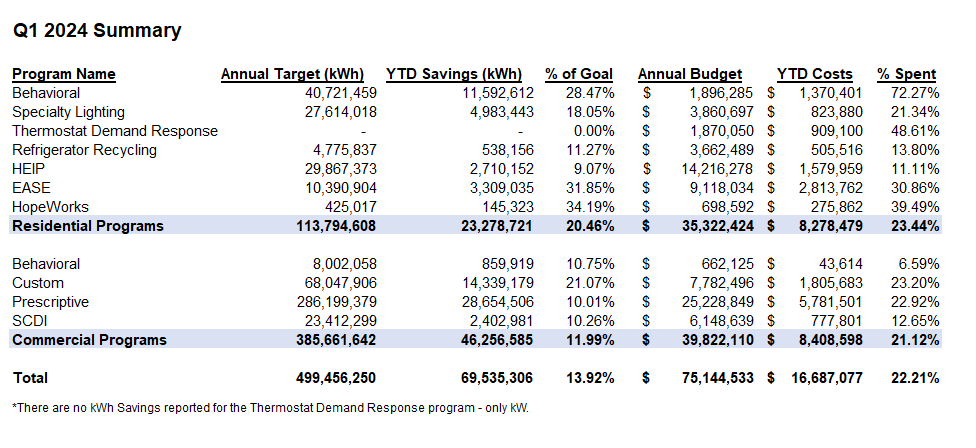 Q1 2024 Summary
Program Name Annual Target (kWh) YTD Savings (kWh) % of Goal Annual Budget YTD Costs % Spent
Behavioral 40,721,459 11,592,612 28.47% $ 1,896,285 $ 1,370,401 72.27%
Specialty Lighting 27,614,018 4,983,443 18.05% $ 3,860,697 $ 823,880 21.34%
Thermostat Demand Response - - 0.00% $ 1,870,050 $ 909,100 48.61%
Refrigerator Recycling 4,775,837 538,156 11.27% $ 3,662,489 $ 505,516 13.80%
HEIP 29,867,373 2,710,152 9.07% $ 14,216,278 $ 1,579,959 11.11%
EASE 10,390,904 3,309,035 31.85% $ 9,118,034 $ 2,813,762 30.86%
HopeWorks 425,017 145,323 34.19% $ 698,592 $ 275,862 39.49%
Residential Programs 113,794,608 23,278,721 20.46% $ 35,322,424 $ 8,278,479 23.44%
Behavioral 8,002,058 859,919 10.75% $ 662,125 $ 43,614 6.59%
Custom 68,047,906 14,339,179 21.07% $ 7,782,496 $ 1,805,683 23.20%
Prescriptive 286,199,379 28,654,506 10.01% $ 25,228,849 $ 5,781,501 22.92%
SCDI 23,412,299 2,402,981 10.26% $ 6,148,639 $ 777,801 12.65%
Commercial Programs 385,661,642 46,256,585 11.99% $ 39,822,110 $ 8,408,598 21.12%
Total 499,456,250 69,535,306 13.92% $ 75,144,533 $ 16,687,077 22.21%
*There are no kWh Savings reported for the Thermostat Demand Response program - only kW.